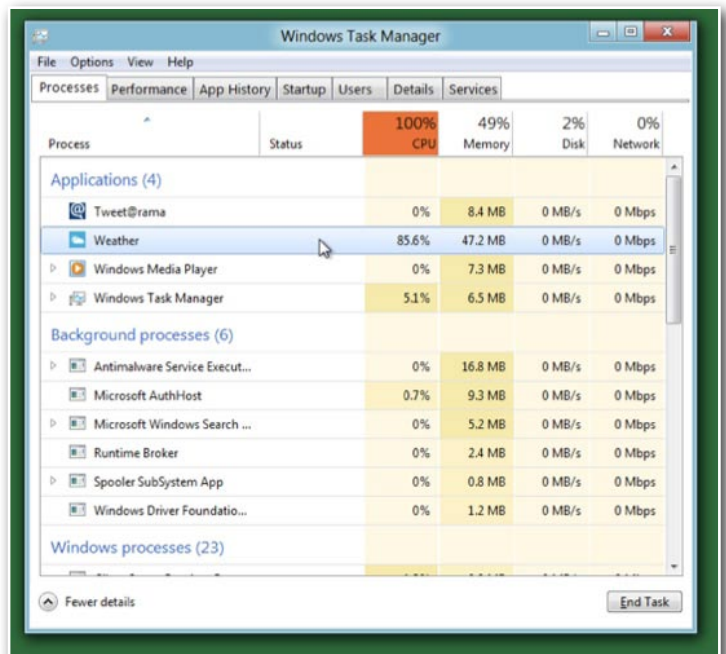 Windows Task Manager
File Options View Help
Processes Performance App History Startup Users Details Services
100% 49% 2% 0%
Process Status CPU Memory Disk Network
Applications (4)
Tweet@rama 0% 8.4 MB 0 MB/s 0 Mbps
Weather 85.6% 47.2 MB 0 MB/s 0 Mbps
Windows Media Player 0% 7.3 MB 0 MB/s 0 Mbps
Windows Task Manager 5.1% 6.5 MB 0 MB/s 0 Mbps
Background processes (6)
Antimalware Service Execut... 0% 16.8 MB 0 MB/s 0 Mbps
Microsoft AuthHost 0.7% 9.3 MB 0 MB/s 0 Mbps
Microsoft Windows Search ... 0% 5.2 MB 0 MB/s 0 Mbps
Runtime Broker 0% 2.4 MB 0 MB/s 0 Mbps
Spooler SubSystem App 0% 0.8 MB 0 MB/s 0 Mbps
Windows Driver Foundatio... 0% 1.2 MB 0 MB/s 0 Mbps
Windows processes (23)
Fewer details End Task